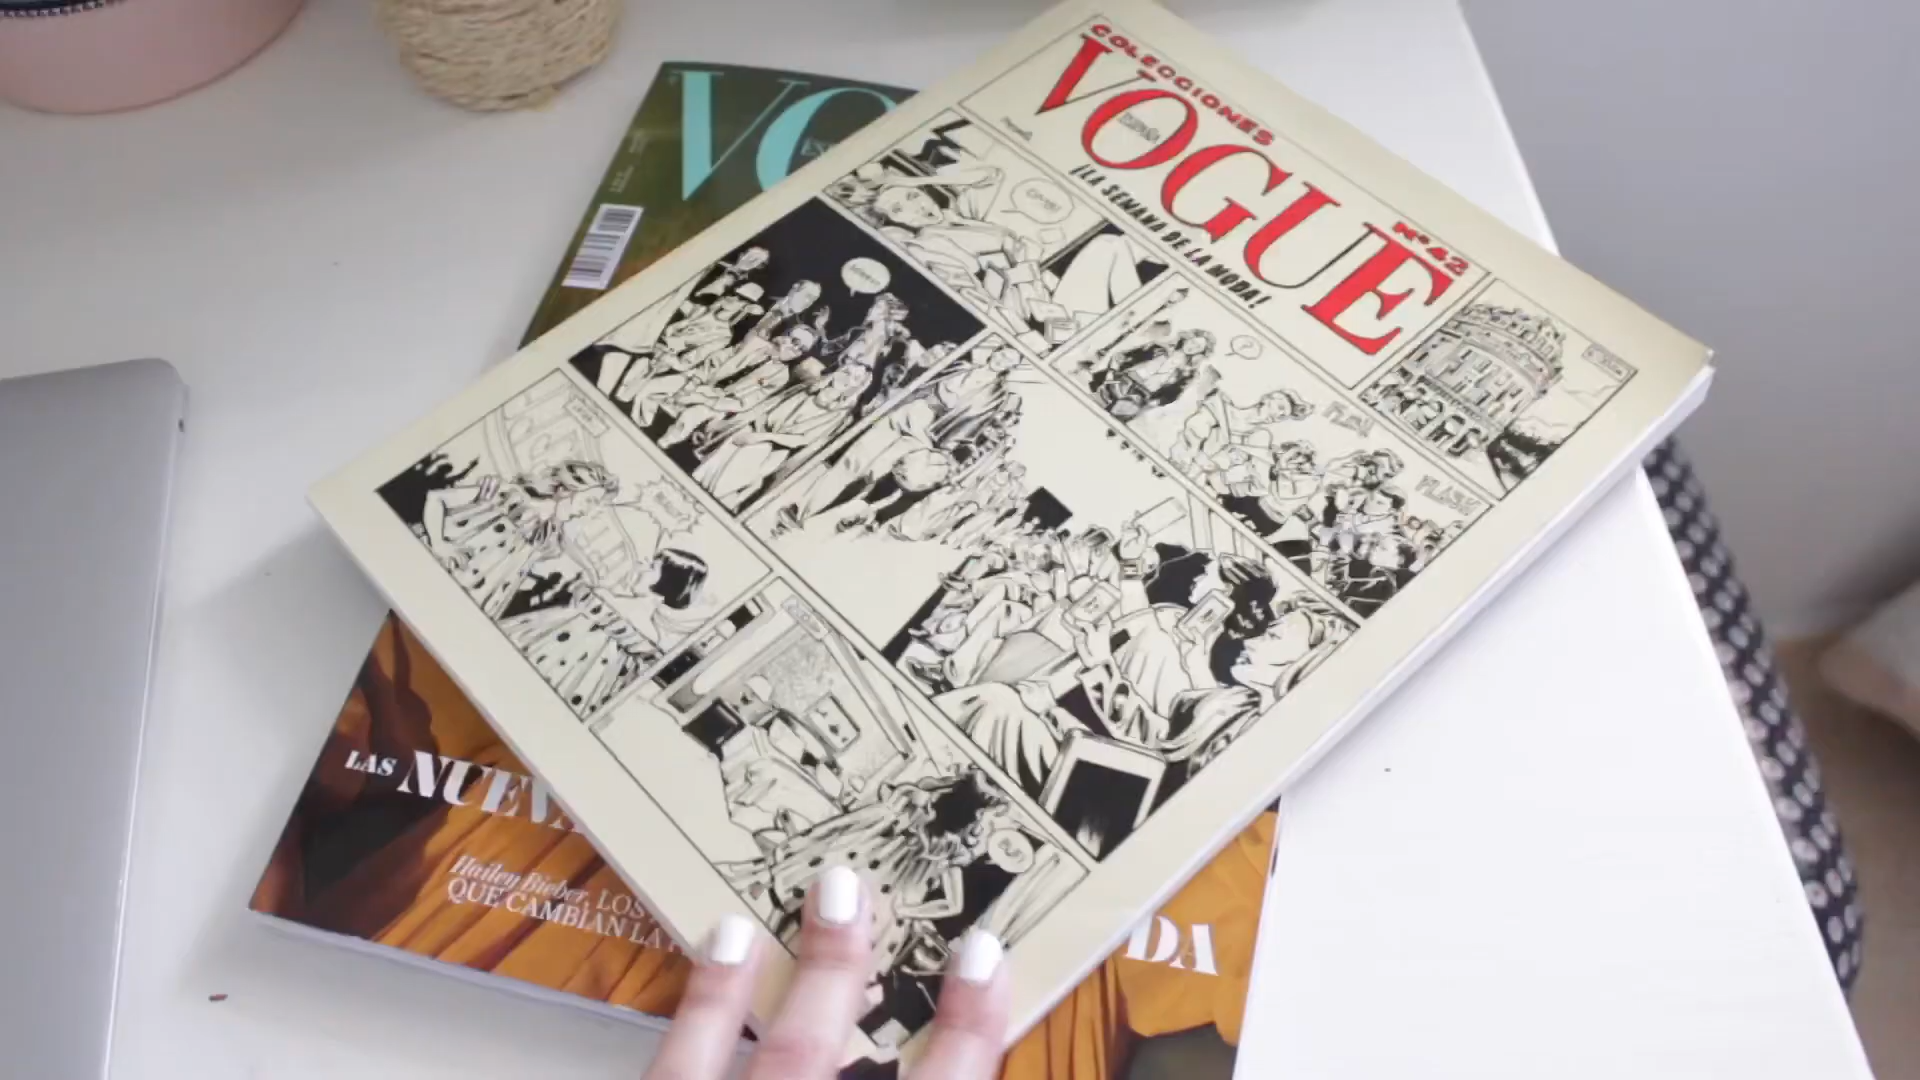 COLECCIONES
VOGUE
ESPAÑA
Nº42
¡LA SEMANA DE LA MODA!
FLASH
FLASH
VO
LAS NUEVA
Hailey Bieber, LOS
QUE CAMBIAN LA
DA